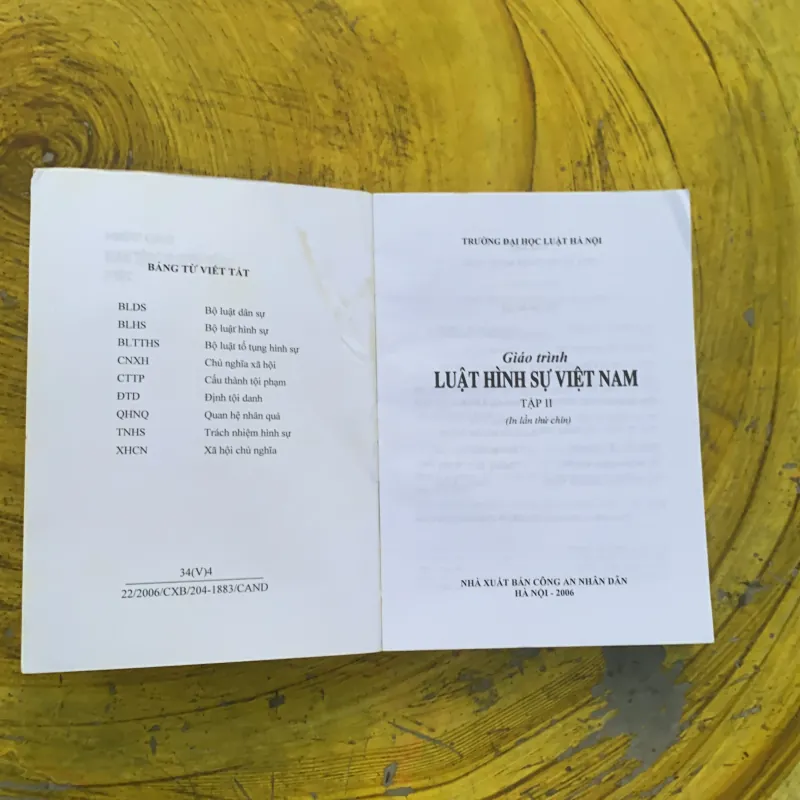 BẢNG TỪ VIẾT TẮT
BLDS Bộ luật dân sự
BLHS Bộ luật hình sự
BLTTHS Bộ luật tố tụng hình sự
CNXH Chủ nghĩa xã hội
CTTP Cấu thành tội phạm
ĐTD Định tội danh
QHNQ Quan hệ nhân quả
TNHS Trách nhiệm hình sự
XHCN Xã hội chủ nghĩa
34(V)4
22/2006/CXB/204-1883/CAND
TRƯỜNG ĐẠI HỌC LUẬT HÀ NỘI
Giáo trình
LUẬT HÌNH SỰ VIỆT NAM
TẬP II
(In lần thứ chín)
NHÀ XUẤT BẢN CÔNG AN NHÂN DÂN
HÀ NỘI - 2006